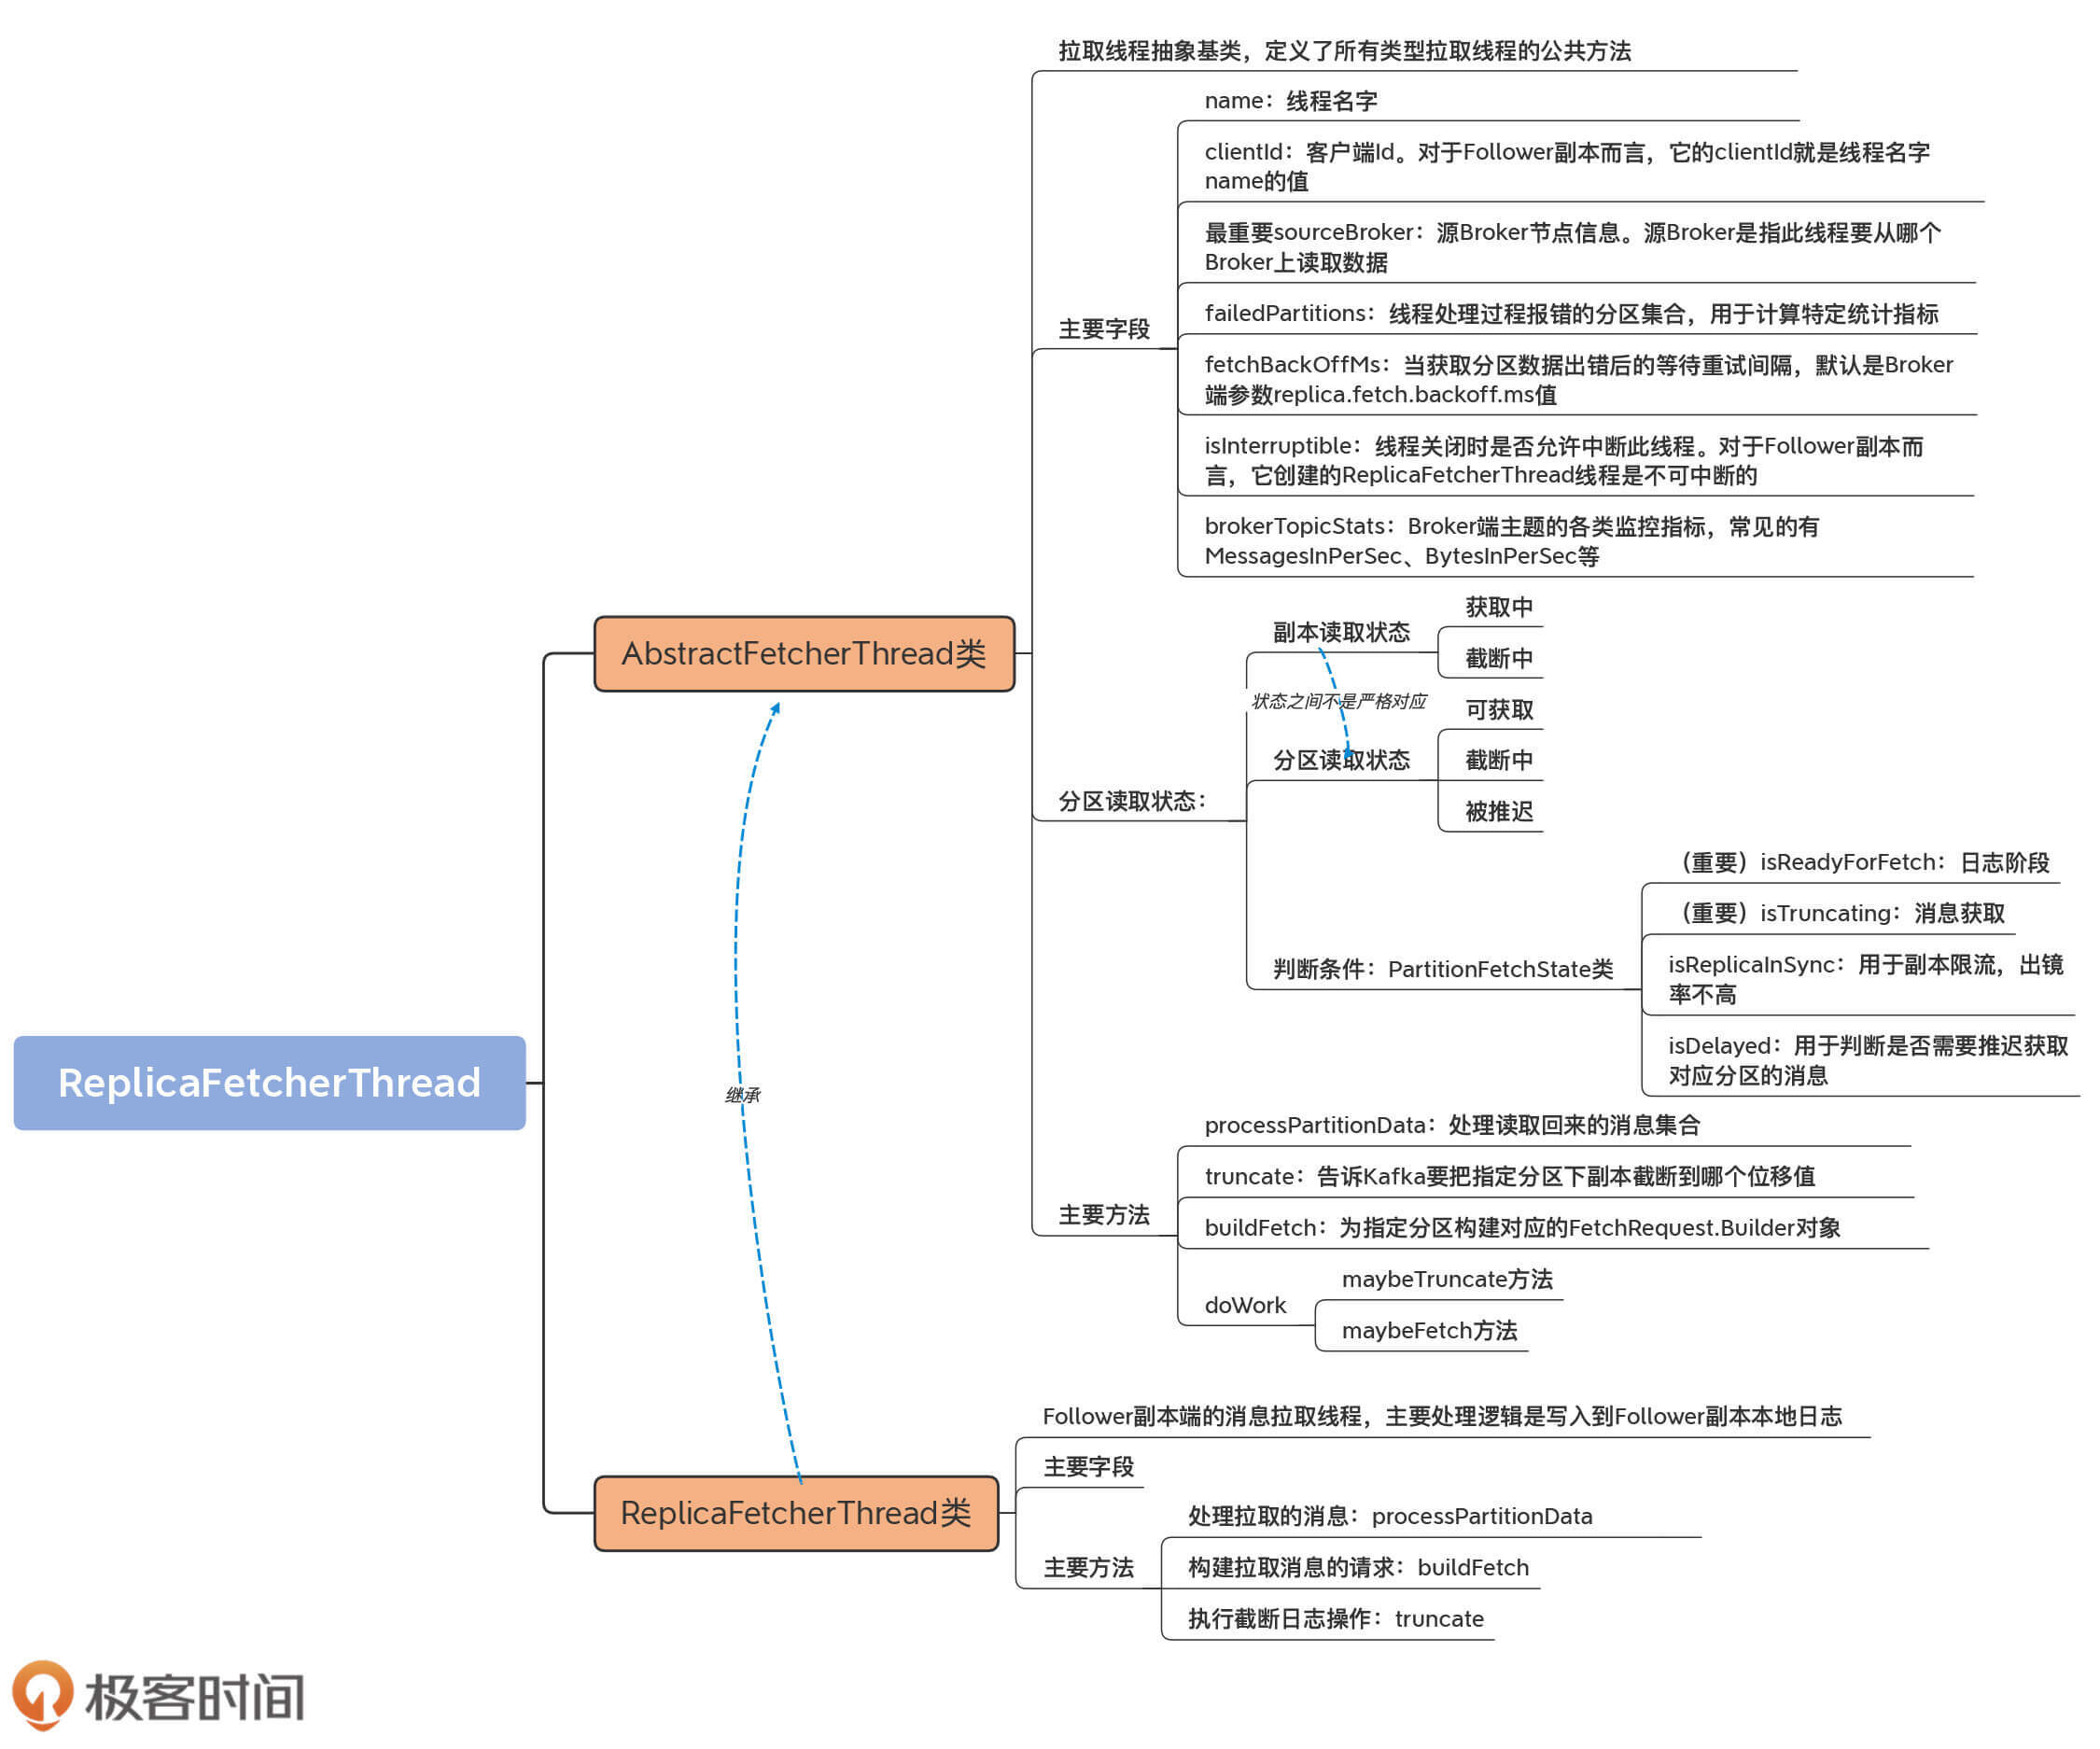 拉取线程抽象基类，定义了所有类型拉取线程的公共方法
name：线程名字
clientId：客户端Id。对于Follower副本而言，它的clientId就是线程名字
name的值
最重要sourceBroker：源Broker节点信息。源Broker是指此线程要从哪个
Broker上读取数据
failedPartitions：线程处理过程报错的分区集合，用于计算特定统计指标
主要字段
fetchBackOffMs：当获取分区数据出错后的等待重试间隔，默认是Broker
端参数replica.fetch.backoff.ms值
isInterruptible：线程关闭时是否允许中断此线程。对于Follower副本而
言，它创建的ReplicaFetcherThread线程是不可中断的
brokerTopicStats：Broker端主题的各类监控指标，常见的有
MessagesInPerSec、BytesInPerSec等
AbstractFetcherThread类
副本读取状态
获取中
截断中
状态之间不是严格对应
分区读取状态
可获取
截断中
被推迟
分区读取状态：
（重要）isReadyForFetch：日志阶段
（重要）isTruncating：消息获取
判断条件：PartitionFetchState类
isReplicaInSync：用于副本限流，出镜
率不高
isDelayed：用于判断是否需要推迟获取
对应分区的消息
ReplicaFetcherThread
继承
processPartitionData：处理读取回来的消息集合
truncate：告诉Kafka要把指定分区下副本截断到哪个位移值
主要方法
buildFetch：为指定分区构建对应的FetchRequest.Builder对象
doWork
maybeTruncate方法
maybeFetch方法
Follower副本端的消息拉取线程，主要处理逻辑是写入到Follower副本本地日志
主要字段
ReplicaFetcherThread类
处理拉取的消息：processPartitionData
主要方法
构建拉取消息的请求：buildFetch
执行截断日志操作：truncate
极客时间